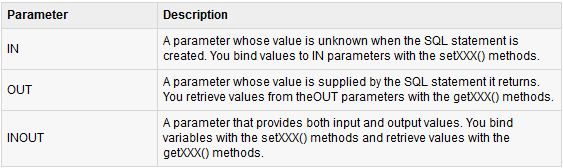 Parameter Description
IN
A parameter whose value is unknown when the SQL statement is
created. You bind values to IN parameters with the setXXX() methods.
OUT
A parameter whose value is supplied by the SQL statement it returns.
You retrieve values from theOUT parameters with the getXXX() methods.
INOUT
A parameter that provides both input and output values. You bind
variables with the setXXX() methods and retrieve values with the
getXXX() methods.